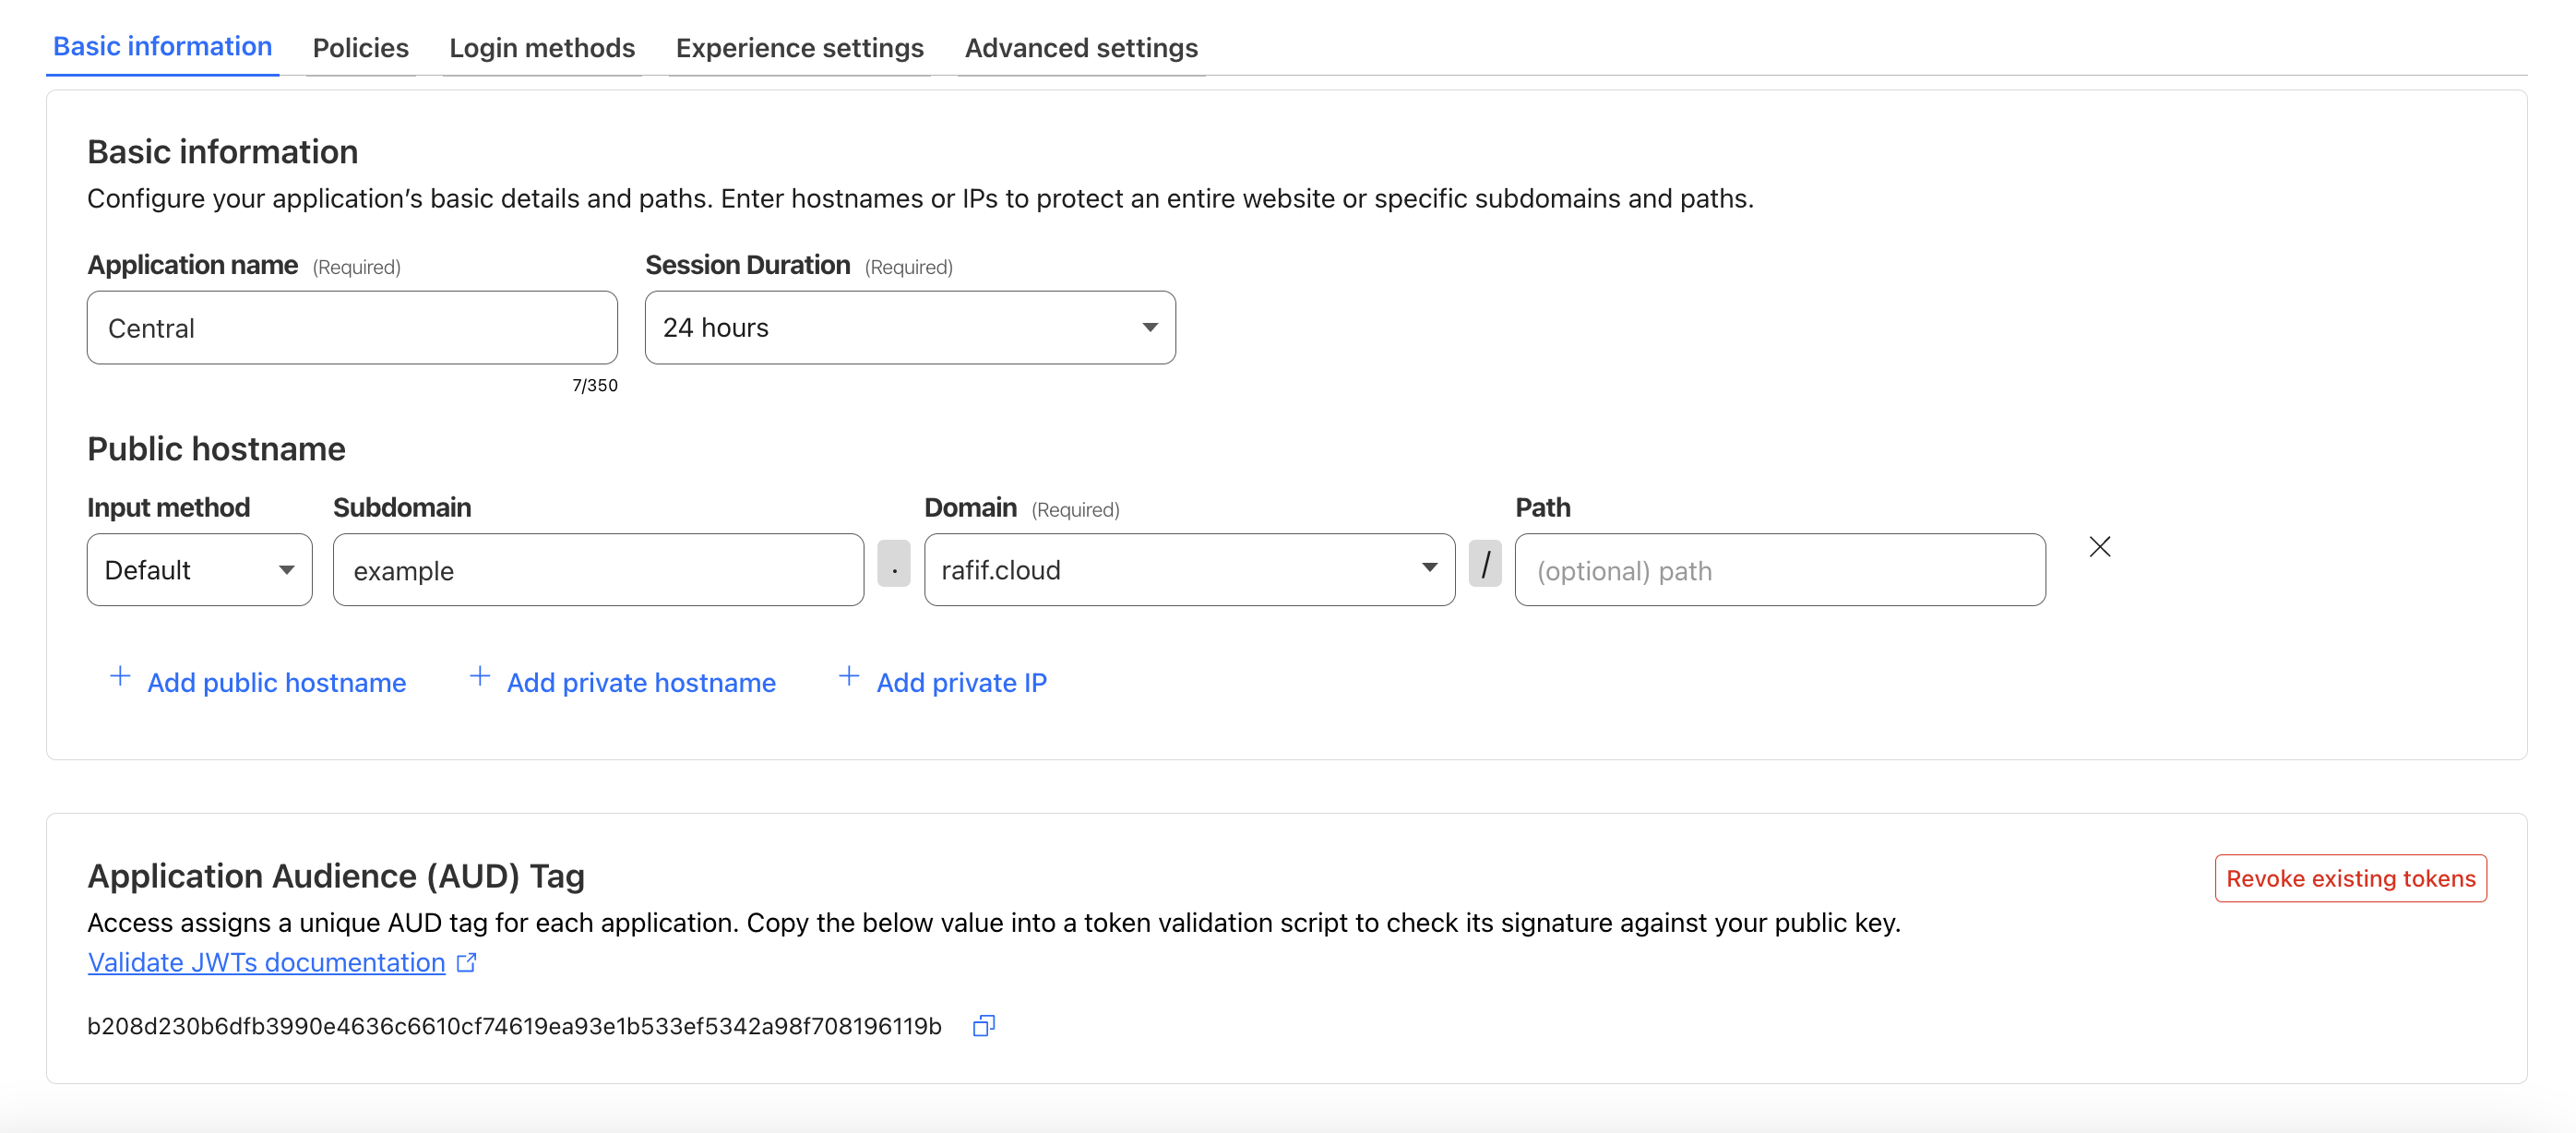 Basic information Policies Login methods Experience settings Advanced settings
Basic information
Configure your application’s basic details and paths. Enter hostnames or IPs to protect an entire website or specific subdomains and paths.
Application name (Required) Session Duration (Required)
Central 24 hours
7/350
Public hostname
Input method Subdomain Domain (Required) Path
Default example . rafif.cloud / (optional) path
+ Add public hostname + Add private hostname + Add private IP
Application Audience (AUD) Tag Revoke existing tokens
Access assigns a unique AUD tag for each application. Copy the below value into a token validation script to check its signature against your public key.
Validate JWTs documentation
b208d230b6dfb3990e4636c6610cf74619ea93e1b533ef5342a98f708196119b